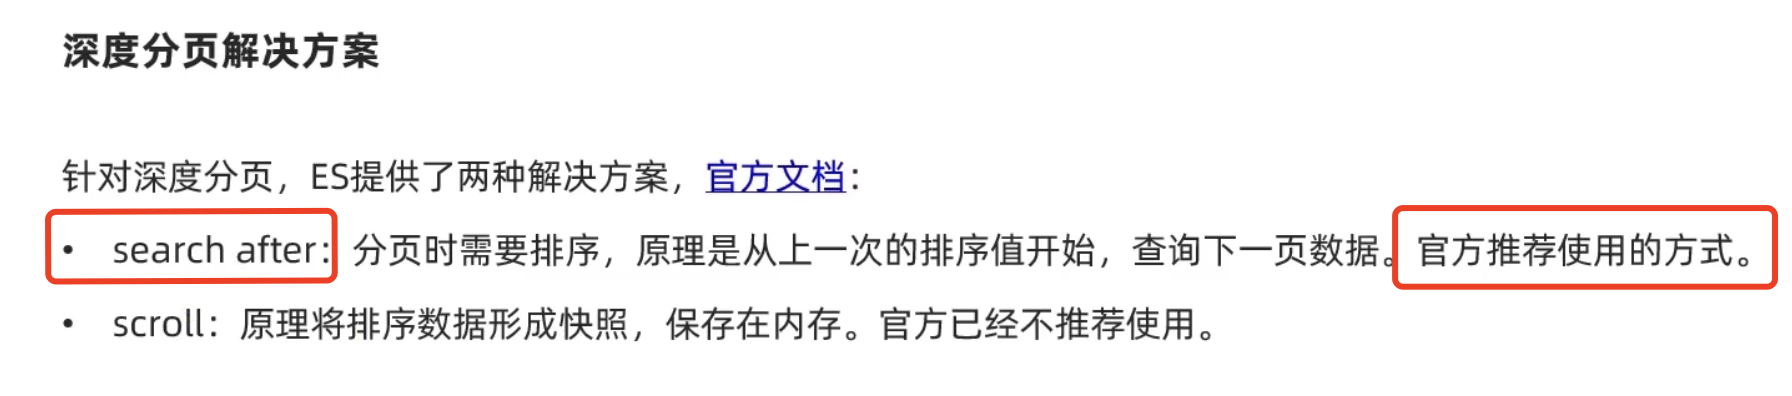 深度分页解决方案
针对深度分页，ES提供了两种解决方案，官方文档：
• search after：分页时需要排序，原理是从上一次的排序值开始，查询下一页数据。官方推荐使用的方式。
• scroll：原理将排序数据形成快照，保存在内存。官方已经不推荐使用。